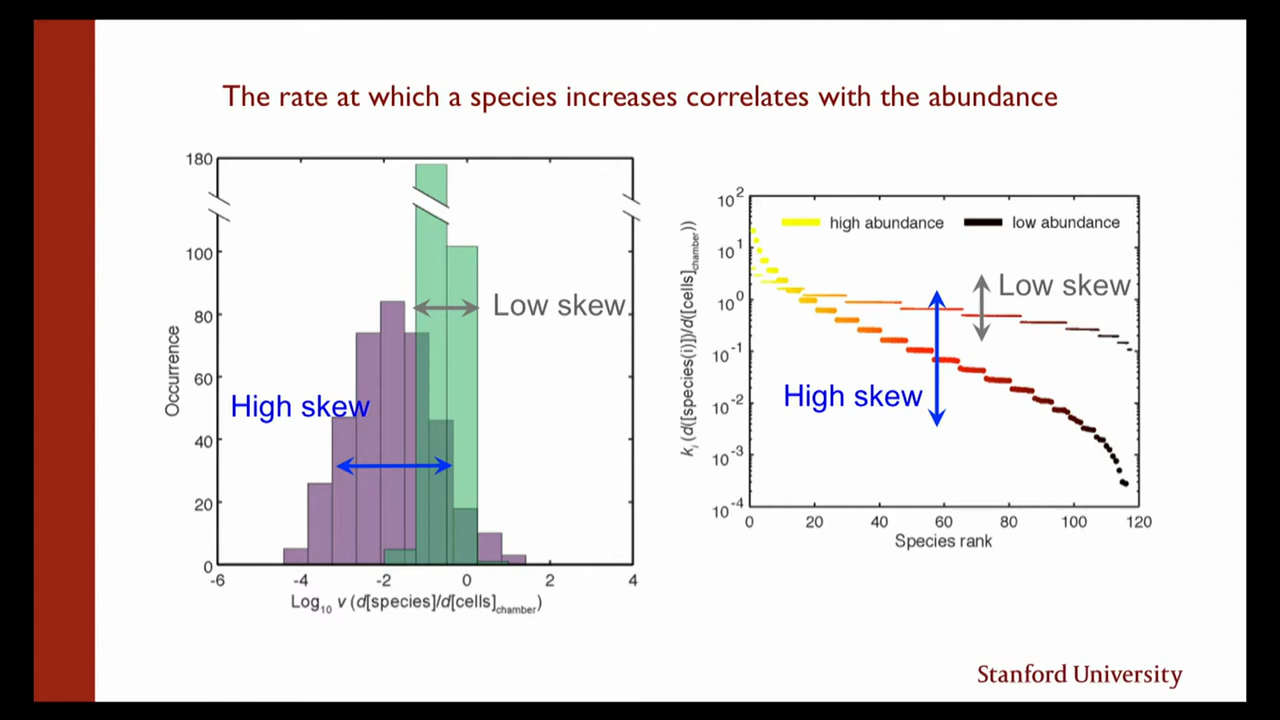 The rate at which a species increases correlates with the abundance
180
100
80
60
40
20
0
-6
-4
-2
0
2
4
Occurrence
Log10 v (d[species]/d[cells]chamber)
High skew
Low skew
10^2
10^1
10^0
10^-1
10^-2
10^-3
10^-4
0
20
40
60
80
100
120
ki (d([species(i)])/d([cells]chamber))
Species rank
high abundance
low abundance
Low skew
High skew
Stanford University